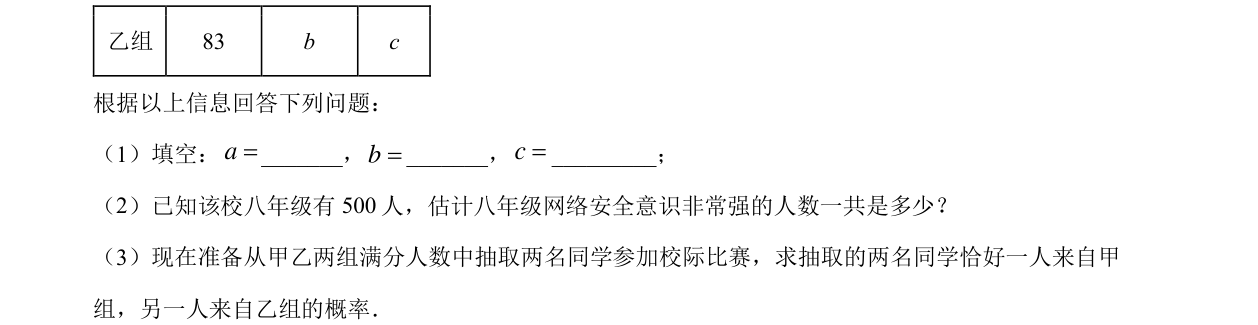 乙组 83 b c
根据以上信息回答下列问题：
（1）填空：a=______，b=______，c=________；
（2）已知该校八年级有 500 人，估计八年级网络安全意识非常强的人数一共是多少？
（3）现在准备从甲乙两组满分人数中抽取两名同学参加校际比赛，求抽取的两名同学恰好一人来自甲
组，另一人来自乙组的概率．